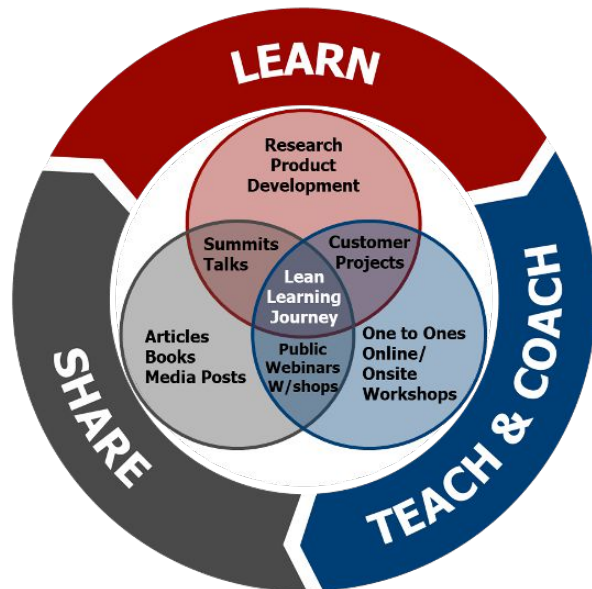 LEARN
Research
Product
Development
Summits
Talks
Customer
Projects
Lean
Learning
Journey
Articles
Books
Media Posts
Public
Webinars
W/shops
One to Ones
Online/
Onsite
Workshops
SHARE
TEACH & COACH